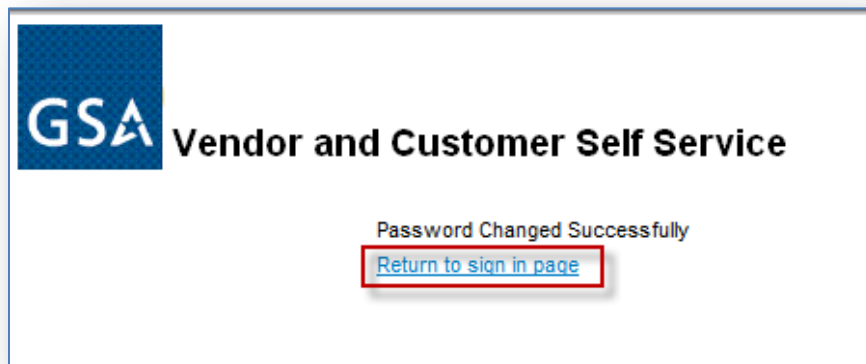 GSA Vendor and Customer Self Service
Password Changed Successfully
Return to sign in page